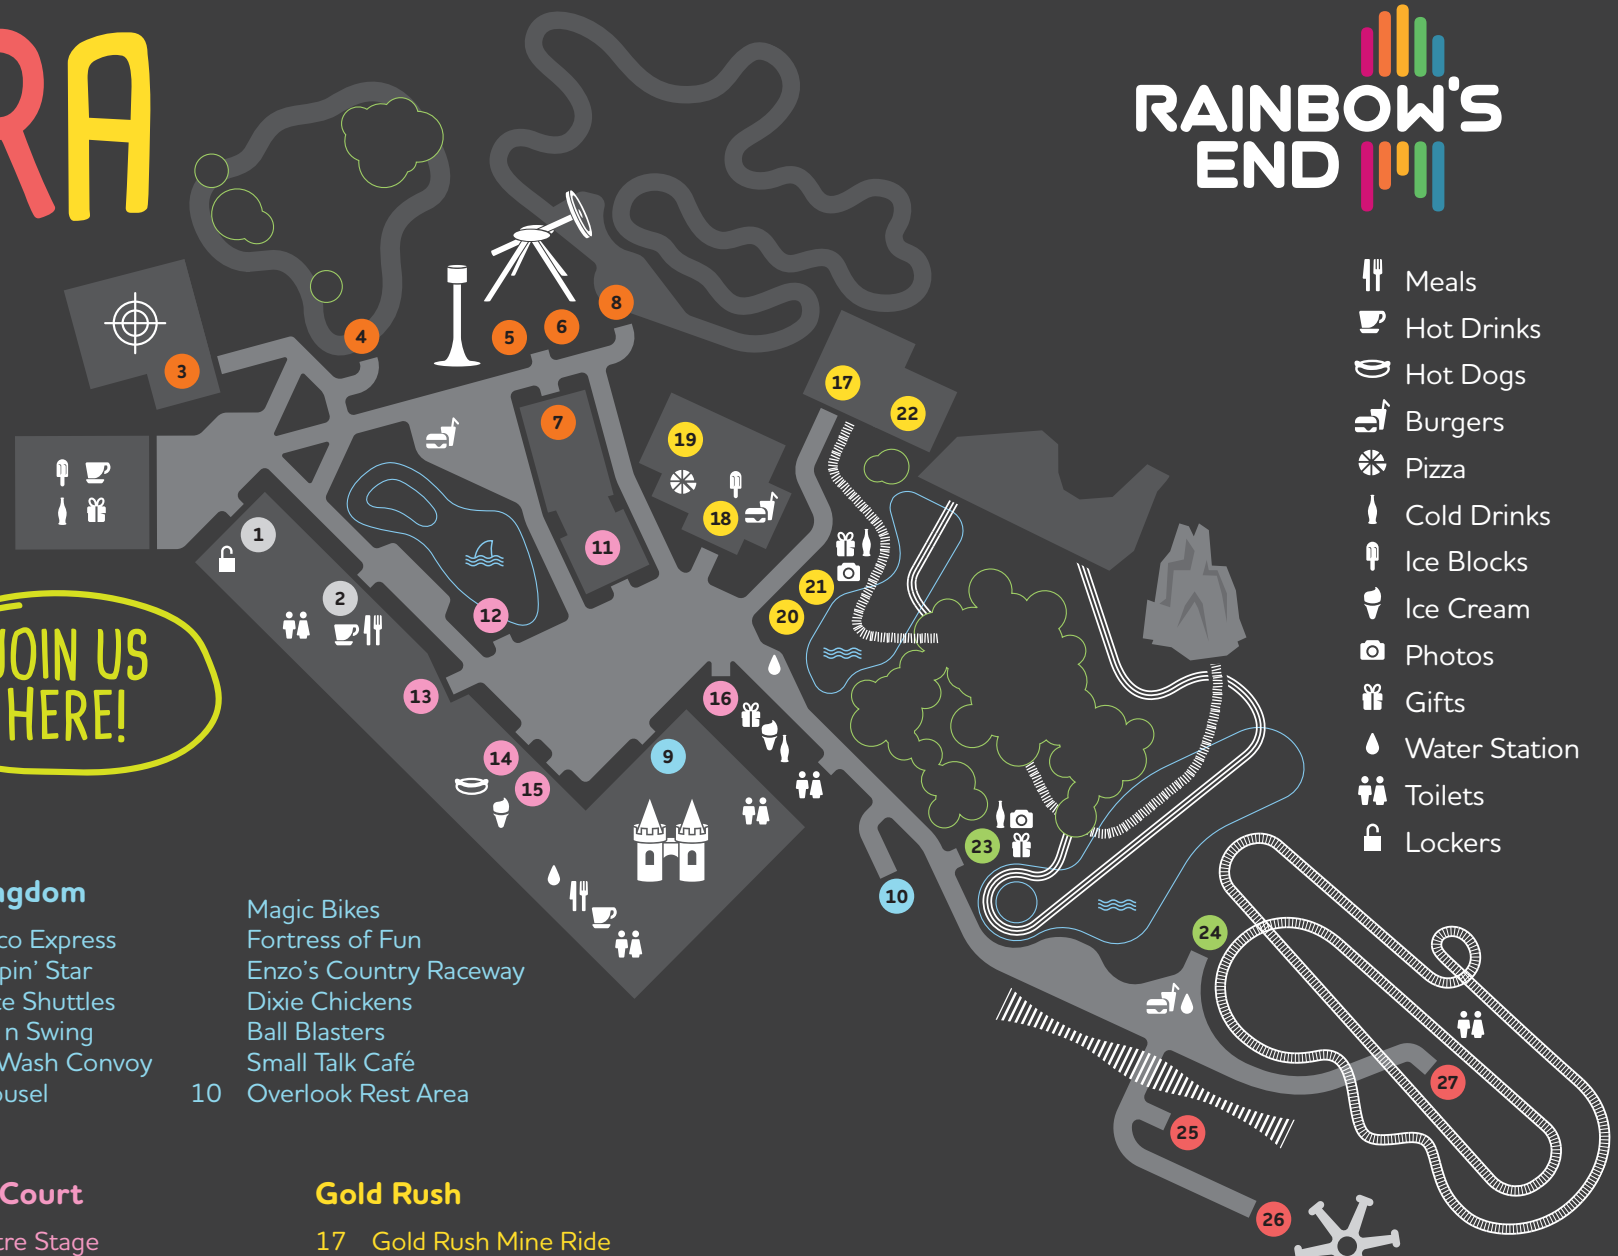 RA
RAINBOW'S
END
Meals
Hot Drinks
Hot Dogs
Burgers
Pizza
Cold Drinks
Ice Blocks
Ice Cream
Photos
Gifts
Water Station
Toilets
Lockers
8
4
5
6
3
17
22
7
19
18
1
11
21
2
20
12
13
16
9
14
15
23
10
24
27
25
26
JOIN US
HERE!
ngdom
co Express
pin' Star
ce Shuttles
n Swing
Wash Convoy
ousel
Magic Bikes
Fortress of Fun
Enzo's Country Raceway
Dixie Chickens
Ball Blasters
Small Talk Café
10 Overlook Rest Area
Court
tre Stage
Gold Rush
17 Gold Rush Mine Ride